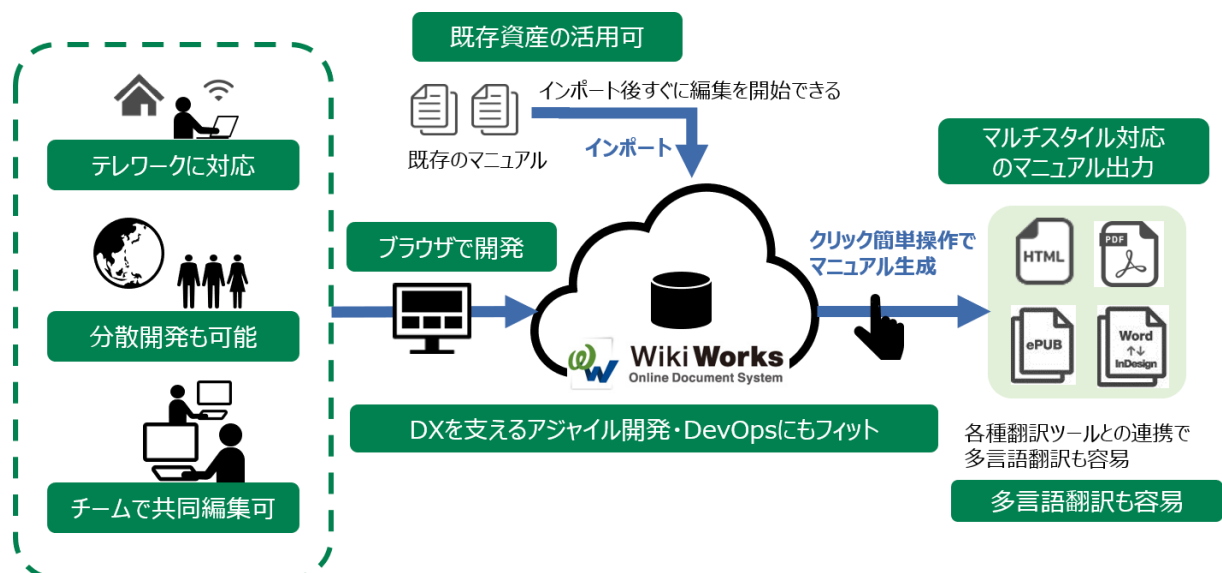 既存資産の活用可
インポート後すぐに編集を開始できる
インポート
既存のマニュアル
テレワークに対応
分散開発も可能
チームで共同編集可
ブラウザで開発
WikiWorks
Online Document System
DXを支えるアジャイル開発・DevOpsにもフィット
クリック簡単操作で
マニュアル生成
マルチスタイル対応
のマニュアル出力
HTML
PDF
ePUB
Word
↑↓
InDesign
各種翻訳ツールとの連携で
多言語翻訳も容易
多言語翻訳も容易